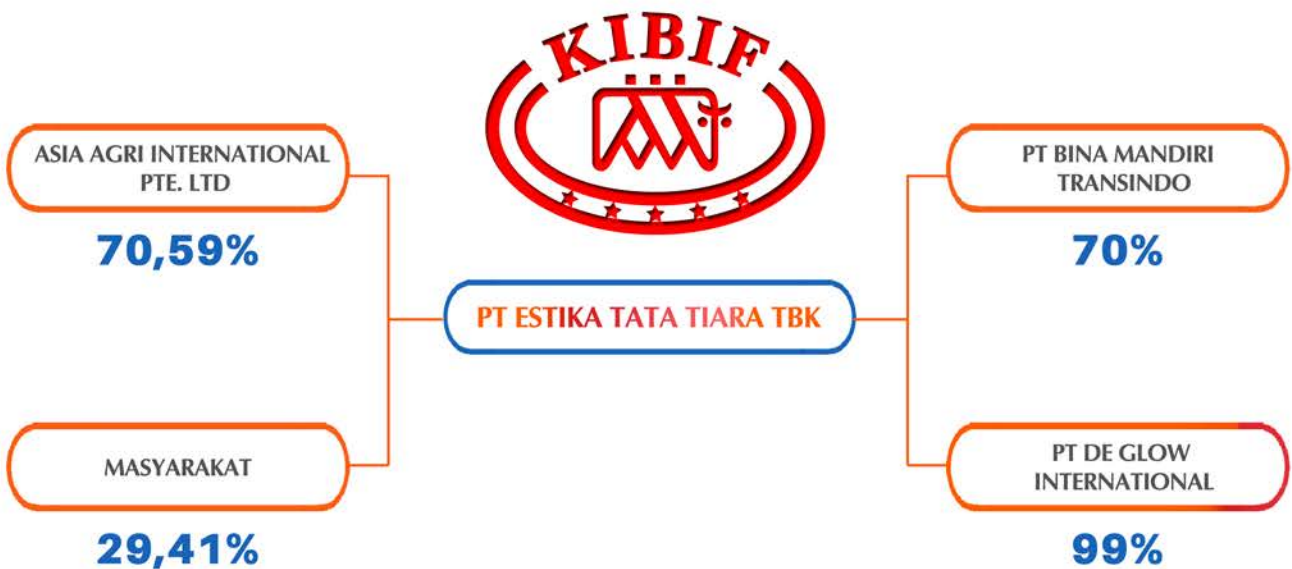 KIBIF
ASIA AGRI INTERNATIONAL
PTE. LTD
70,59%
MASYARAKAT
29,41%
PT ESTIKA TATA TIARA TBK
PT BINA MANDIRI
TRANSINDO
70%
PT DE GLOW
INTERNATIONAL
99%